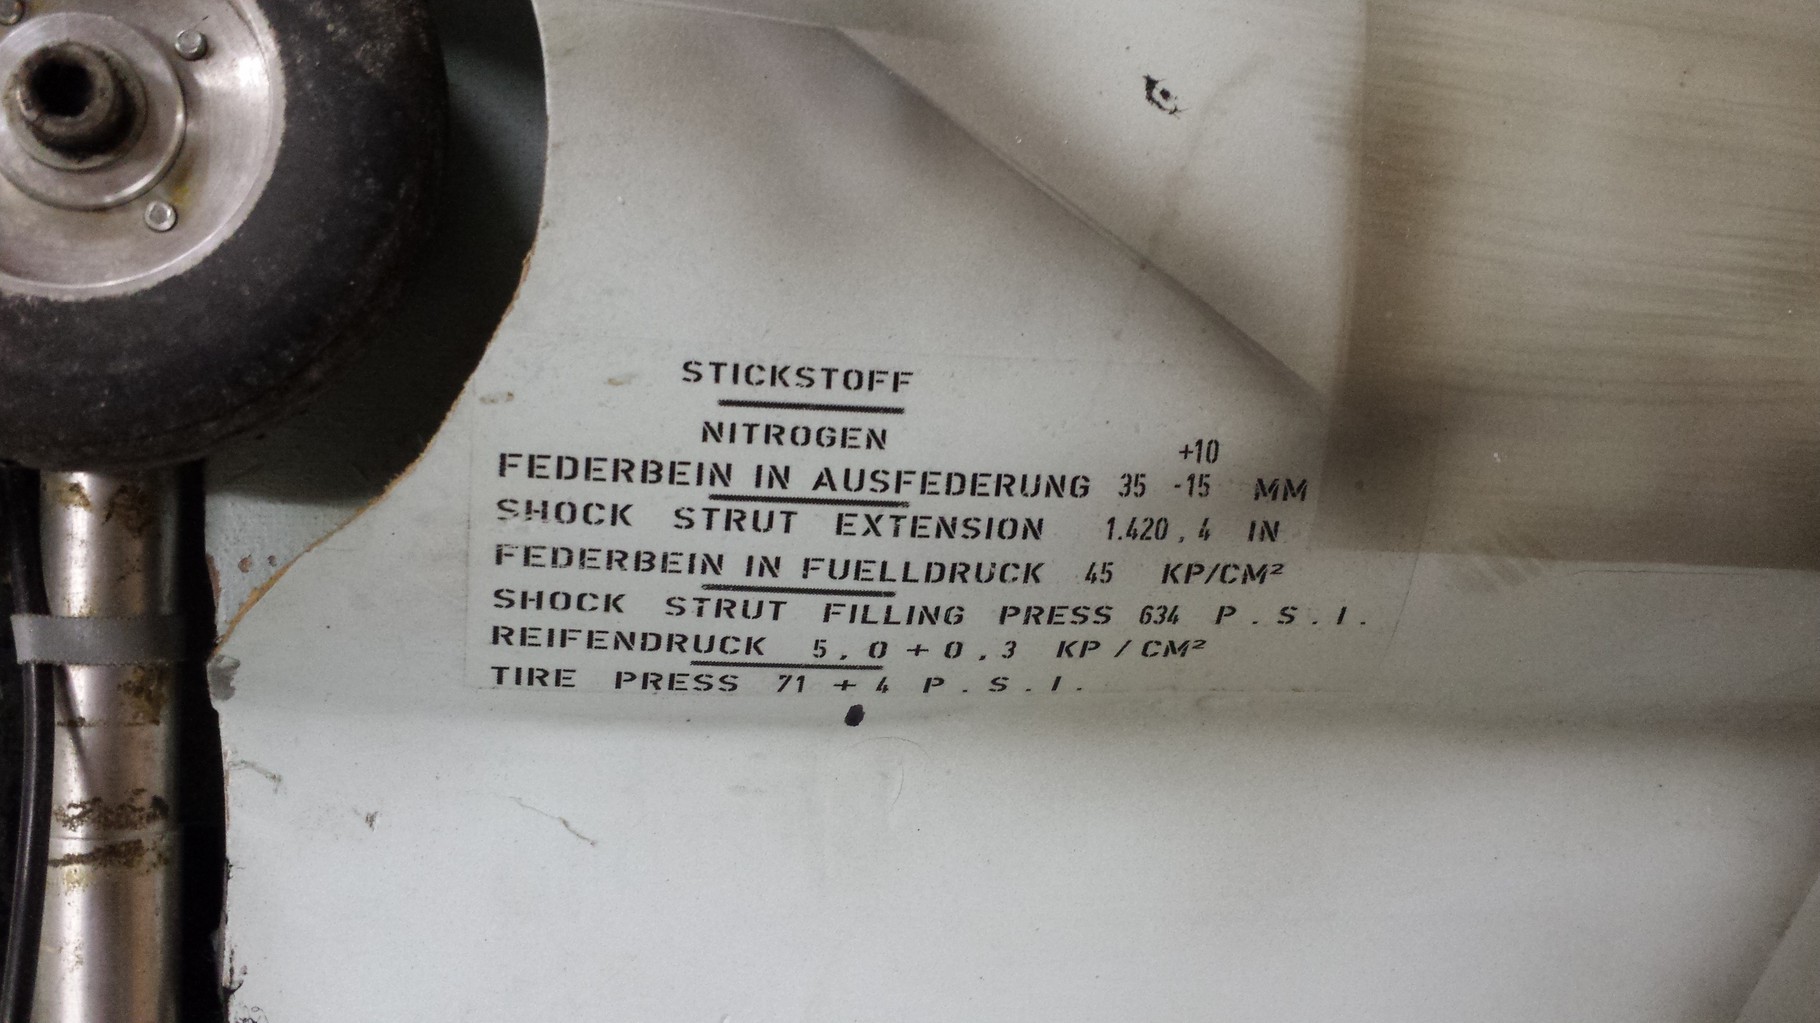 STICKSTOFF
NITROGEN
+10
FEDERBEIN IN AUSFEDERUNG 35 -15 MM
SHOCK STRUT EXTENSION 1.420,4 IN
FEDERBEIN IN FUELLDRUCK 45 KP/CM²
SHOCK STRUT FILLING PRESS 634 P.S.I.
REIFENDRUCK 5,0+0,3 KP/CM²
TIRE PRESS 71+4 P.S.I.